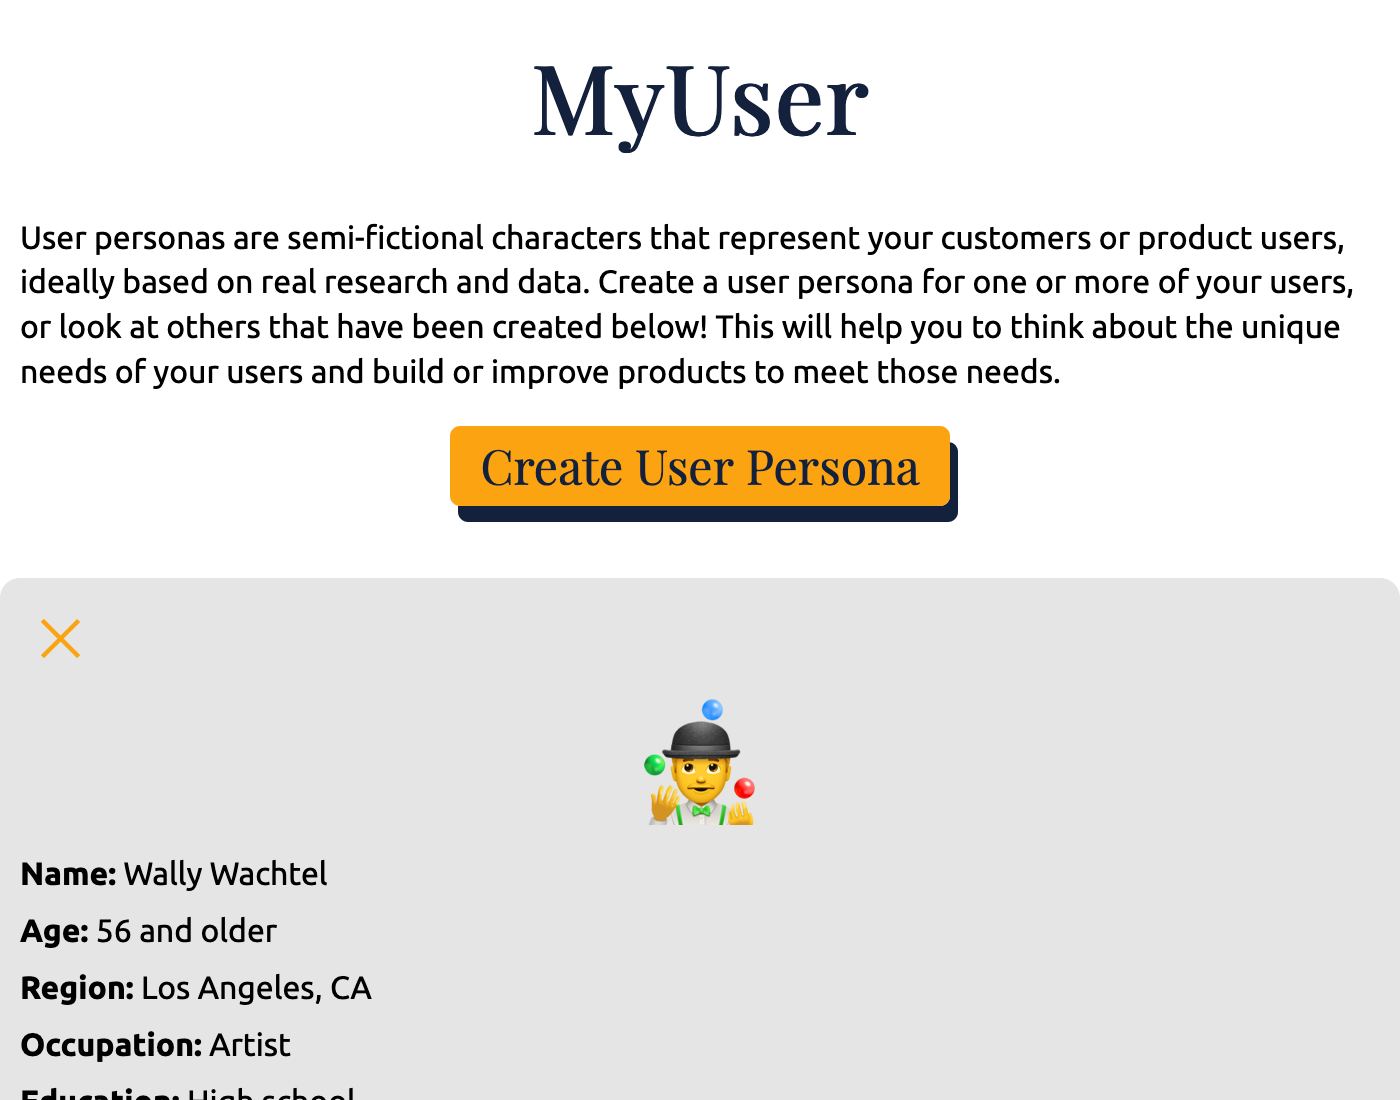 MyUser
User personas are semi-fictional characters that represent your customers or product users,
ideally based on real research and data. Create a user persona for one or more of your users,
or look at others that have been created below! This will help you to think about the unique
needs of your users and build or improve products to meet those needs.
Create User Persona
Name: Wally Wachtel
Age: 56 and older
Region: Los Angeles, CA
Occupation: Artist
Education: High school